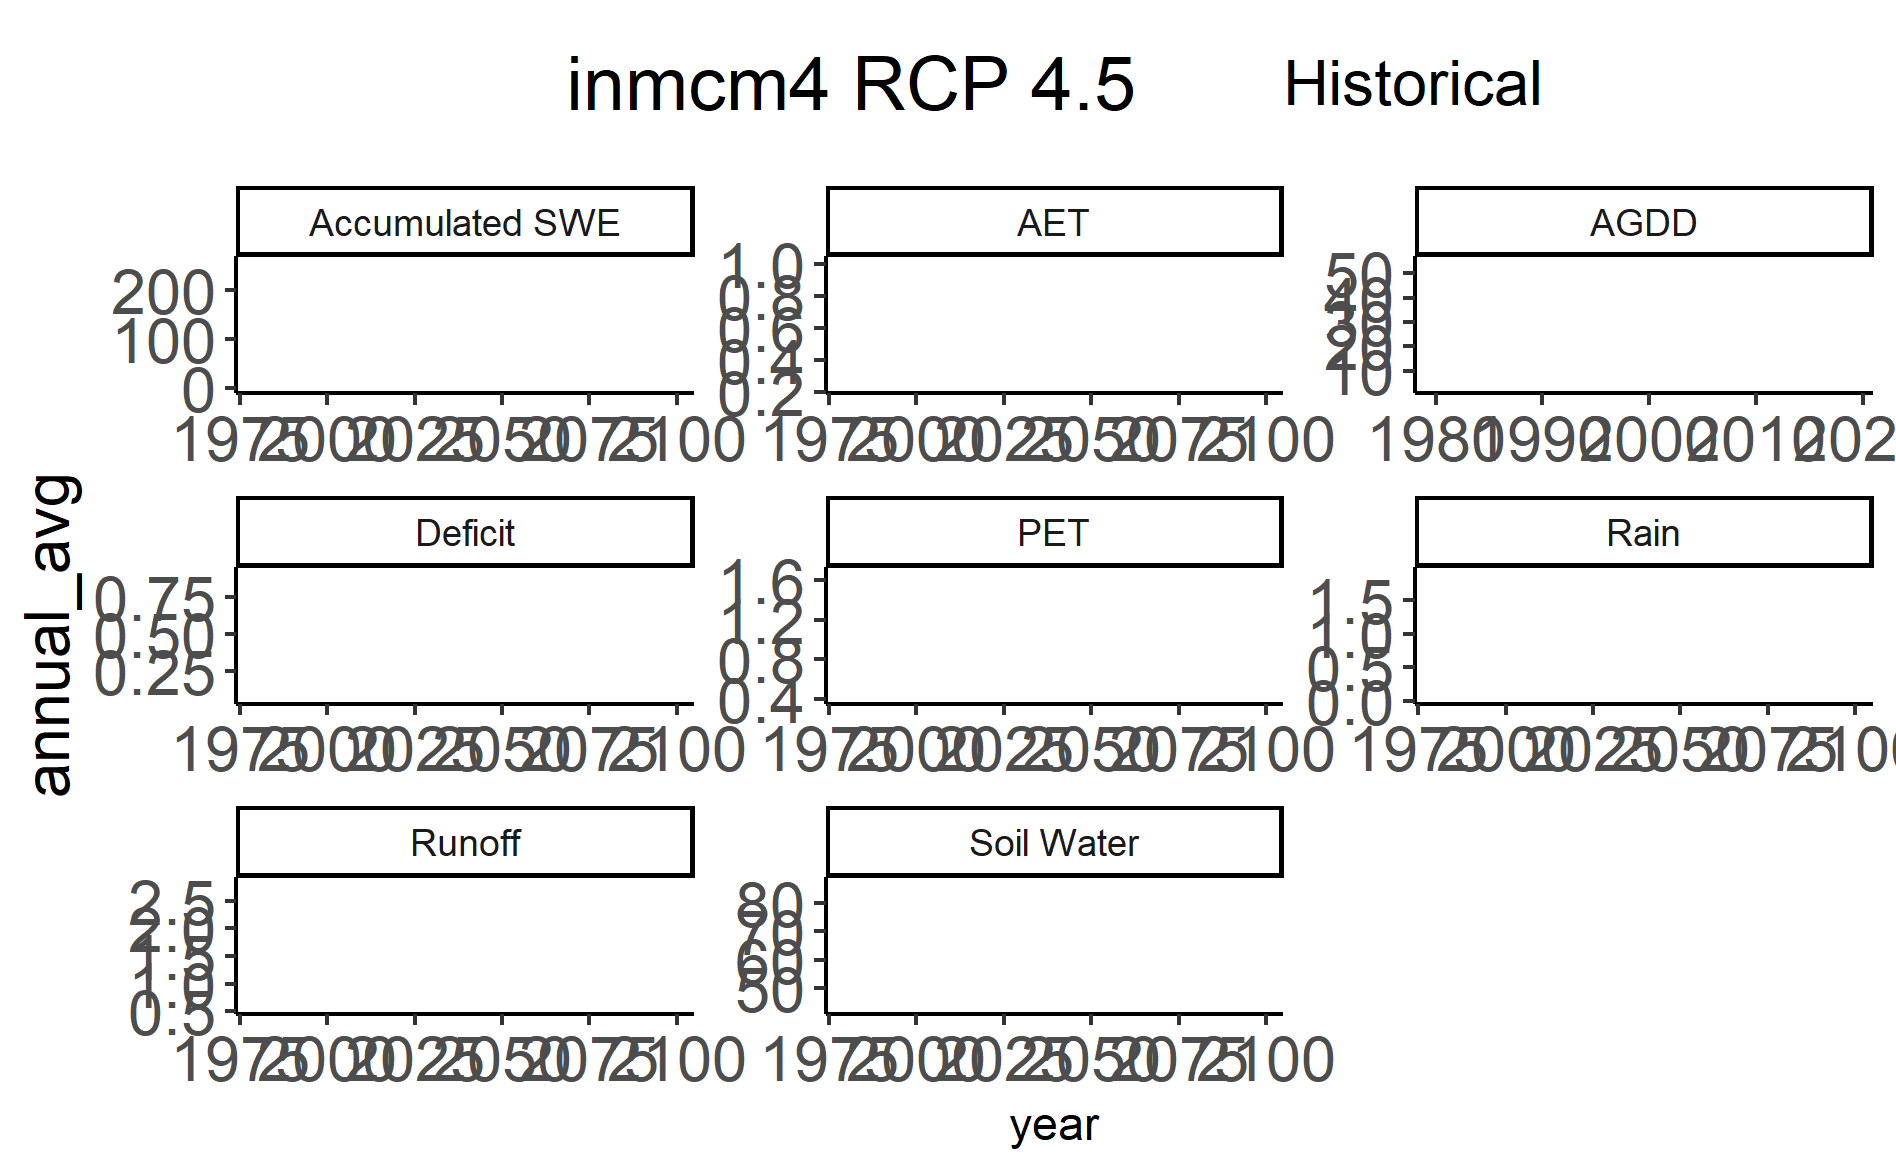 inmcm4 RCP 4.5 Historical
Accumulated SWE AET AGDD
200
100
0
1.0
0.8
0.6
0.4
0.2
50
40
30
20
10
1975 2000 2025 2050 2075 2100
1975 2000 2025 2050 2075 2100
1980 1990 2000 2010 202
annual_avg
Deficit PET Rain
0.75
0.50
0.25
1.6
1.2
0.8
0.4
1.5
1.0
0.5
0.0
1975 2000 2025 2050 2075 2100
1975 2000 2025 2050 2075 2100
1975 2000 2025 2050 2075 2100
Runoff Soil Water
2.5
2.0
1.5
1.0
0.5
80
70
60
50
1975 2000 2025 2050 2075 2100
1975 2000 2025 2050 2075 2100
year